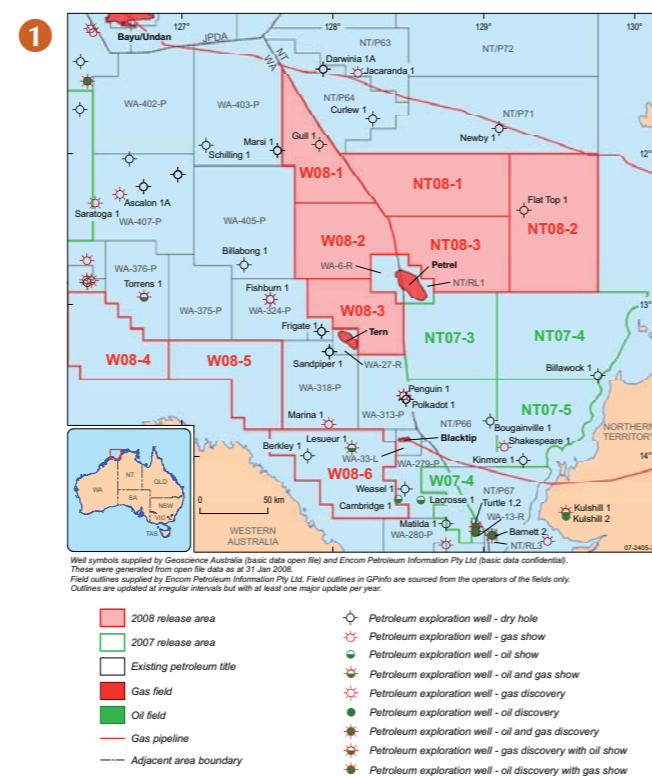 1
127°
128°
129°
130°
Bayu/Undan
JPDA
NT
WA
NT/P63
NT/P72
Darwinia 1A
Jacaranda 1
WA-402-P
WA-403-P
NT/P64
Curlew 1
NT/P71
Newby 1
Marsi 1
Gull 1
Schilling 1
12°
W08-1
NT08-1
Ascalon 1A
Saratoga 1
WA-407-P
WA-405-P
Flat Top 1
W08-2
NT08-3
NT08-2
Billabong 1
WA-6-R
Petrel
WA-376-P
Torrens 1
Fishburn 1
NT/RL1
13°
WA-375-P
WA-324-P
W08-3
Frigate 1
Tern
NT07-3
NT07-4
W08-4
W08-5
Sandpiper 1
WA-27-R
Billawock 1
WA-318-P
Penguin 1
Polkadot 1
NT07-5
Marina 1
WA-313-P
NT/P66
Bougainville 1
NORTHERN
TERRITORY
Lesueur 1
Blacktip
Shakespeare 1
Berkley 1
WA-33-L
WA-279-P
Kinmore 1
14°
W08-6
W07-4
Weasel 1
NT/P67
Cambridge 1
Lacrosse 1
Turtle 1,2
WA-13-R
Kulshill 1
Kulshill 2
Matilda 1
Barnett 2
WA-280-P
NT/RL3
WA
NT
QLD
SA
NSW
VIC
TAS
0
50 km
WESTERN
AUSTRALIA
Well symbols supplied by Geoscience Australia (basic data open file) and Encom Petroleum Information Pty Ltd (basic data confidential).
These were generated from open file data as at 31 Jan 2008.
Field outlines supplied by Encom Petroleum Information Pty Ltd. Field outlines in GPinfo are sourced from the operators of the fields only.
Outlines are updated at irregular intervals but with at least one major update per year.
2008 release area
2007 release area
Existing petroleum title
Gas field
Oil field
Gas pipeline
Adjacent area boundary
Petroleum exploration well - dry hole
Petroleum exploration well - gas show
Petroleum exploration well - oil show
Petroleum exploration well - oil and gas show
Petroleum exploration well - gas discovery
Petroleum exploration well - oil discovery
Petroleum exploration well - oil and gas discovery
Petroleum exploration well - gas discovery with oil show
Petroleum exploration well - oil discovery with gas show